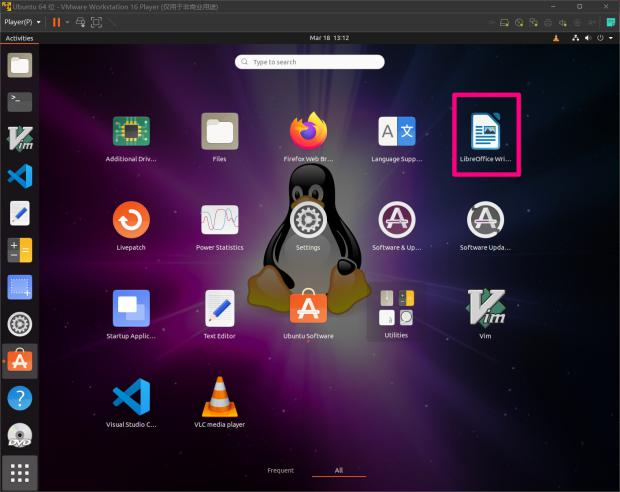 Ubuntu 64 位 - VMware Workstation 16 Player (仅用于非商业用途)
Player(P)
Activities
Mar 18 13:12
Type to search
Additional Driv...
Files
Firefox Web Br...
Language Supp...
LibreOffice Wri...
Livepatch
Power Statistics
Settings
Software & Up...
Software Upda...
Startup Applic...
Text Editor
Ubuntu Software
Utilities
Vim
Visual Studio C...
VLC media player
Frequent
All